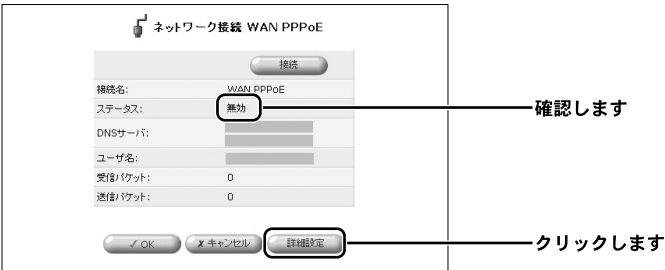 ネットワーク接続 WAN PPPoE
接続
接続名: WAN PPPoE
ステータス: 無効
確認します
DNSサーバ:
ユーザ名:
受信パケット: 0
送信パケット: 0
✓ OK ✗ キャンセル 詳細設定
クリックします